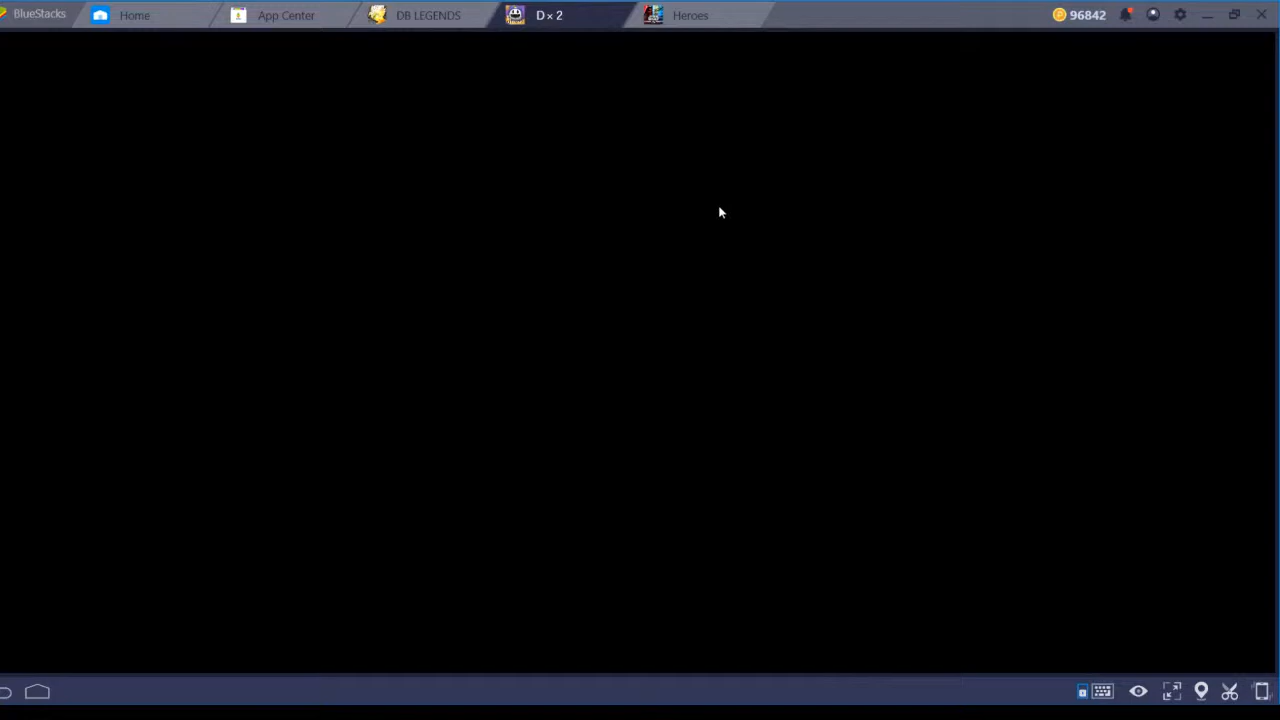 BlueStacks
Home
App Center
DB LEGENDS
D × 2
Heroes
P 96842